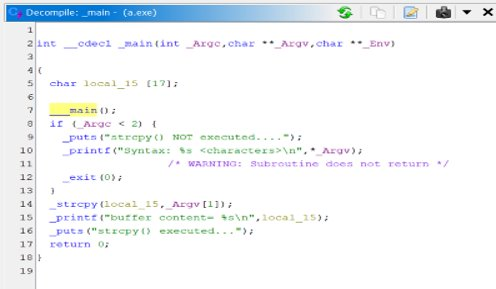 Decompile: _main - (a.exe)
1
2 int __cdecl _main(int _Argc,char **_Argv,char **_Env)
3
4 {
5 char local_15 [17];
6
7 ___main();
8 if (_Argc < 2) {
9 _puts("strcpy() NOT executed....");
10 _printf("Syntax: %s <characters>\n",*_Argv);
11 /* WARNING: Subroutine does not return */
12 _exit(0);
13 }
14 _strcpy(local_15,_Argv[1]);
15 _printf("buffer content= %s\n",local_15);
16 _puts("strcpy() executed...");
17 return 0;
18 }
19